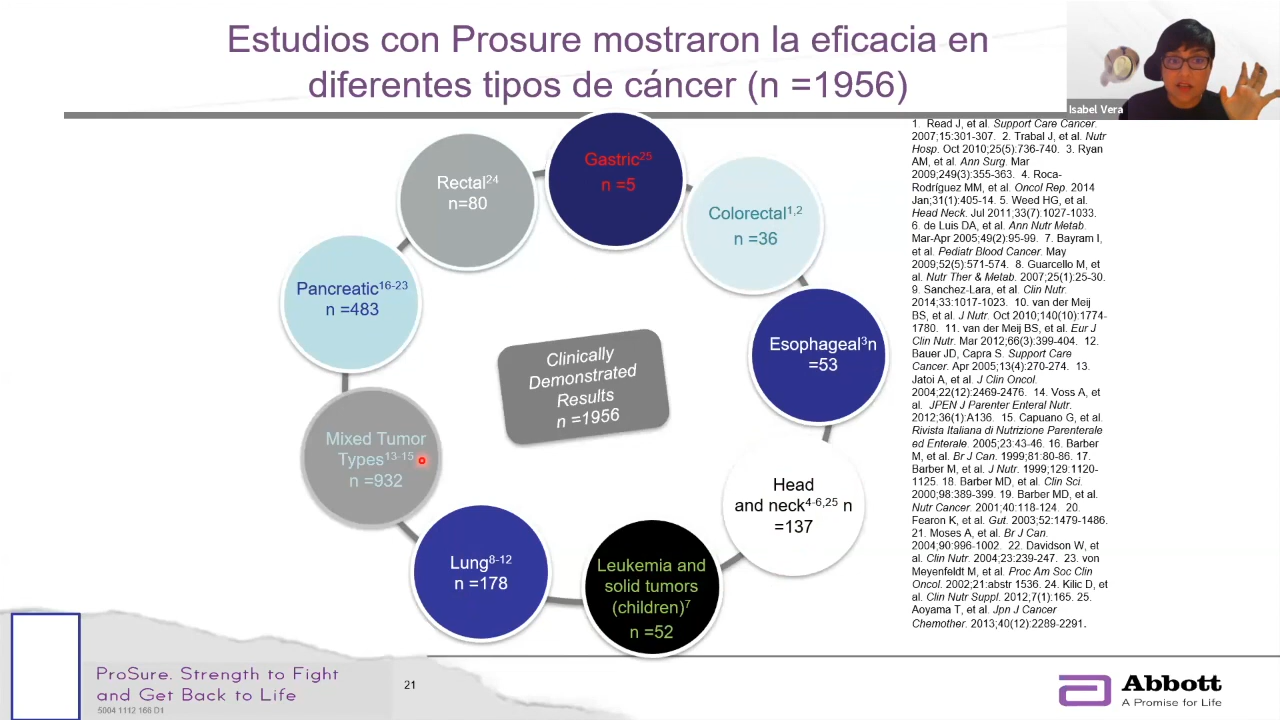 Estudios con Prosure mostraron la eficacia en
diferentes tipos de cáncer (n =1956)
Isabel Vera
Gastric25
n =5
Rectal24
n=80
Colorectal1,2
n =36
Pancreatic16-23
n =483
Esophageal3n
=53
Clinically
Demonstrated
Results
n =1956
Mixed Tumor
Types13-15
n =932
Head
and neck4-6,25 n
=137
Lung8-12
n =178
Leukemia and
solid tumors
(children)7
n =52
1. Read J, et al. Support Care Cancer.
2007;15:301-307. 2. Trabal J, et al. Nutr
Hosp. Oct 2010;25(5):736-740. 3. Ryan
AM, et al. Ann Surg. Mar
2009;249(3):355-363. 4. Roca-
Rodríguez MM, et al. Oncol Rep. 2014
Jan;31(1):405-14. 5. Weed HG, et al.
Head Neck. Jul 2011;33(7):1027-1033.
6. de Luis DA, et al. Ann Nutr Metab.
Mar-Apr 2005;49(2):95-99. 7. Bayram I,
et al. Pediatr Blood Cancer. May
2009;52(5):571-574. 8. Guarcello M, et
al. Nutr Ther & Metab. 2007;25(1):25-30.
9. Sanchez-Lara, et al. Clin Nutr.
2014;33:1017-1023. 10. van der Meij
BS, et al. J Nutr. Oct 2010;140(10):1774-
1780. 11. van der Meij BS, et al. Eur J
Clin Nutr. Mar 2012;66(3):399-404. 12.
Bauer JD, Capra S. Support Care
Cancer. Apr 2005;13(4):270-274. 13.
Jatoi A, et al. J Clin Oncol.
2004;22(12):2469-2476. 14. Voss A, et
al. JPEN J Parenter Enteral Nutr.
2012;36(1):A136. 15. Capuano G, et al.
Rivista Italiana di Nutrizione Parenterale
ed Enterale. 2005;23:43-46. 16. Barber
M, et al. Br J Can. 1999;81:80-86. 17.
Barber M, et al. J Nutr. 1999;129:1120-
1125. 18. Barber MD, et al. Clin Sci.
2000;98:389-399. 19. Barber MD, et al.
Nutr Cancer. 2001;40:118-124. 20.
Fearon K, et al. Gut. 2003;52:1479-1486.
21. Moses A, et al. Br J Can.
2004;90:996-1002. 22. Davidson W, et
al. Clin Nutr. 2004;23:239-247. 23. von
Meyenfeldt M, et al. Proc Am Soc Clin
Oncol. 2002;21:abstr 1536. 24. Kilic D, et
al. Clin Nutr Suppl. 2012;7(1):165. 25.
Aoyama T, et al. Jpn J Cancer
Chemother. 2013;40(12):2289-2291.
ProSure. Strength to Fight
and Get Back to Life
5004 1112 166 D1
21
Abbott
A Promise for Life